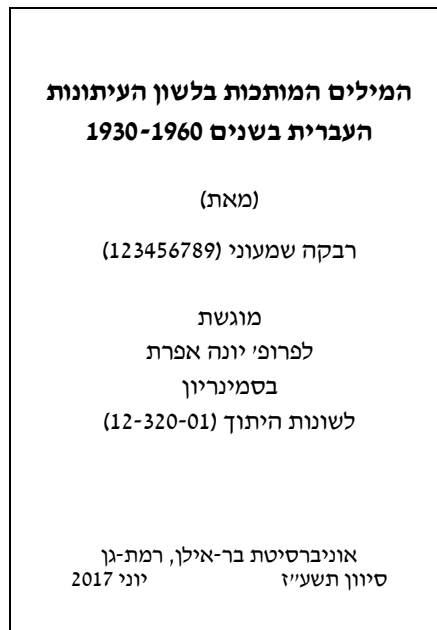 המילים המותכות בלשון העיתונות
העברית בשנים 1930-1960
(מאת)
רבקה שמעוני (123456789)
מוגשת
לפרופ' יונה אפרת
בסמינריון
לשונות היתוך (12-320-01)
אוניברסיטת בר-אילן, רמת-גן
סיוון תשע״ז יוני 2017